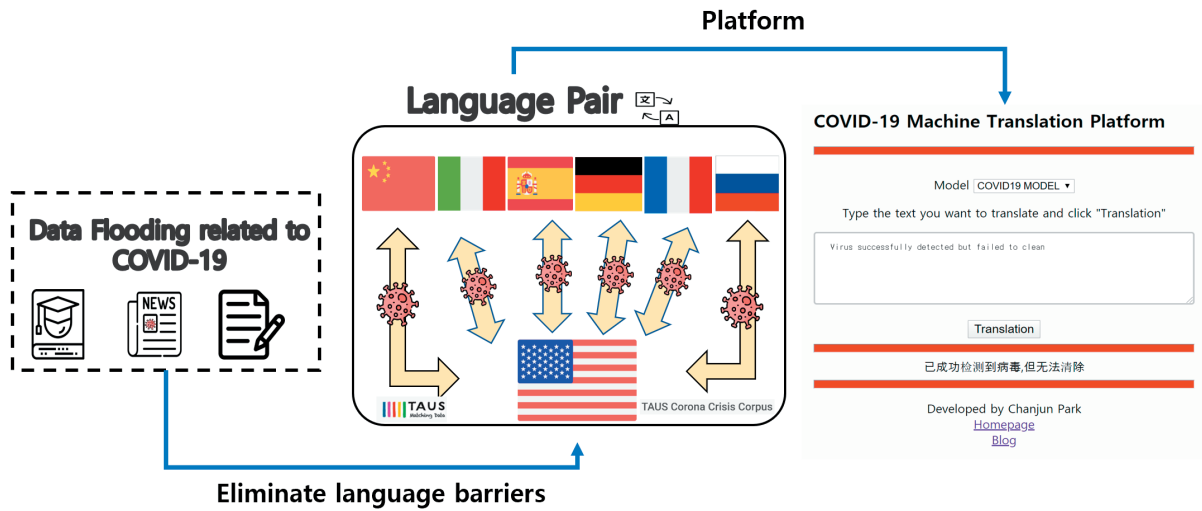 Platform
Language Pair
文
A
Data Flooding related to
COVID-19
NEWS
TAUS
Matching Data
TAUS Corona Crisis Corpus
Eliminate language barriers
COVID-19 Machine Translation Platform
Model COVID19 MODEL
Type the text you want to translate and click "Translation"
Virus successfully detected but failed to clean
Translation
已成功检测到病毒,但无法清除
Developed by Chanjun Park
Homepage
Blog